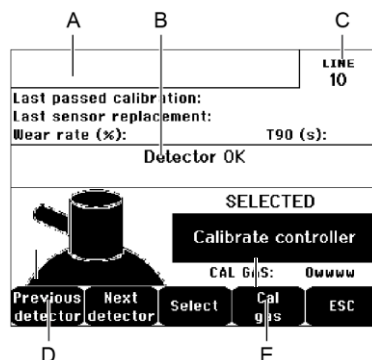 A B C
LINE
10
Last passed calibration:
Last sensor replacement:
Wear rate (%): T90 (s):
Detector OK
SELECTED
Calibrate controller
CAL GAS: 0wwww
Previous detector Next detector Select Cal gas ESC
D E